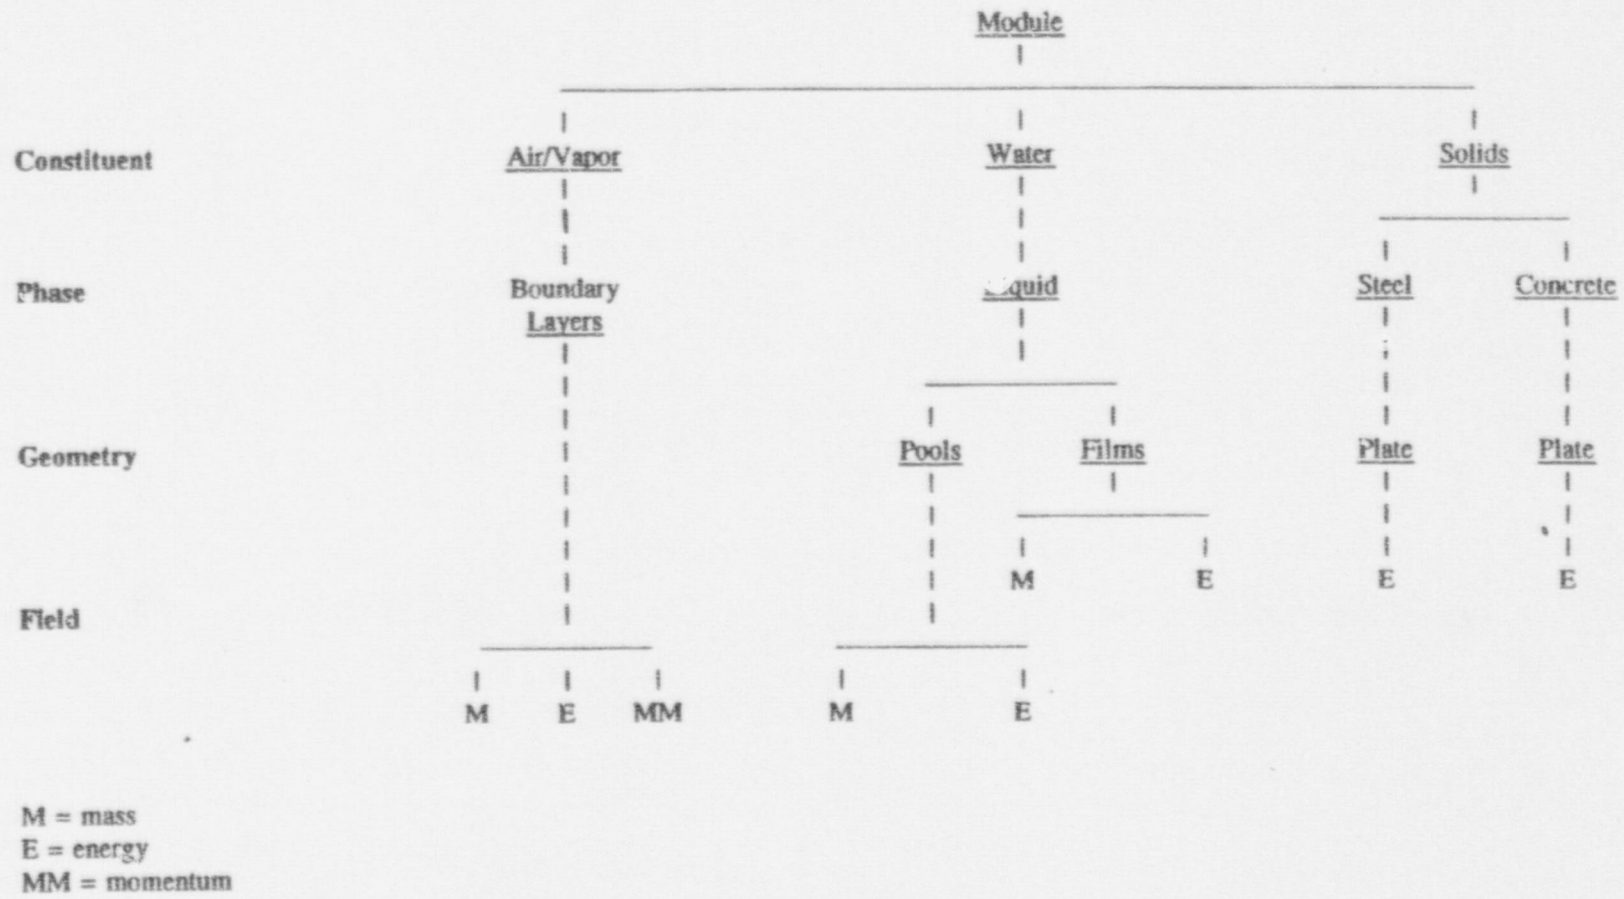 Module
Constituent Air/Vapor Water Solids
Phase Boundary Steel Concrete
Layers
Geometry Pools Films Plate Plate
M E E E
Field
M E MM M E
M = mass
E = energy
MM = momentum